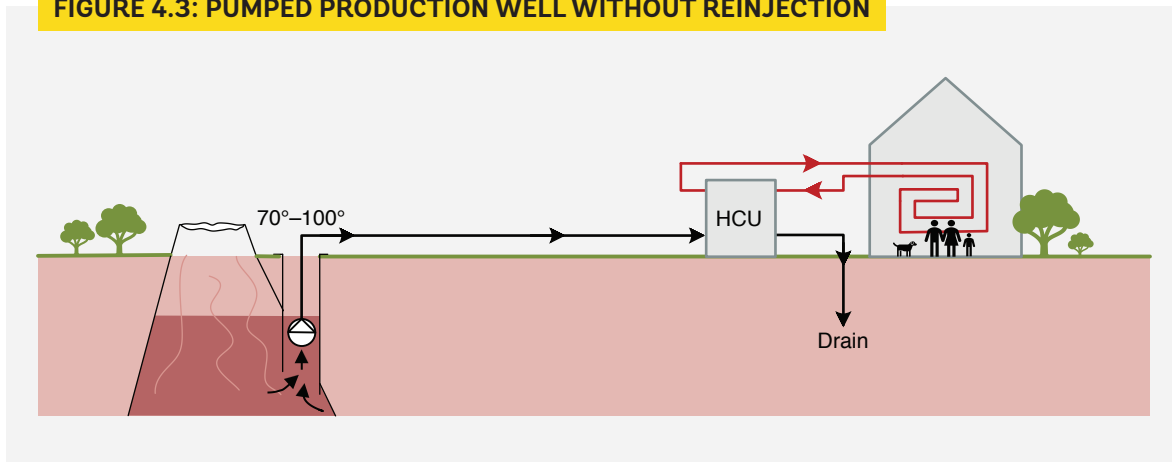 FIGURE 4.3: PUMPED PRODUCTION WELL WITHOUT REINJECTION
70°–100°
HCU
Drain